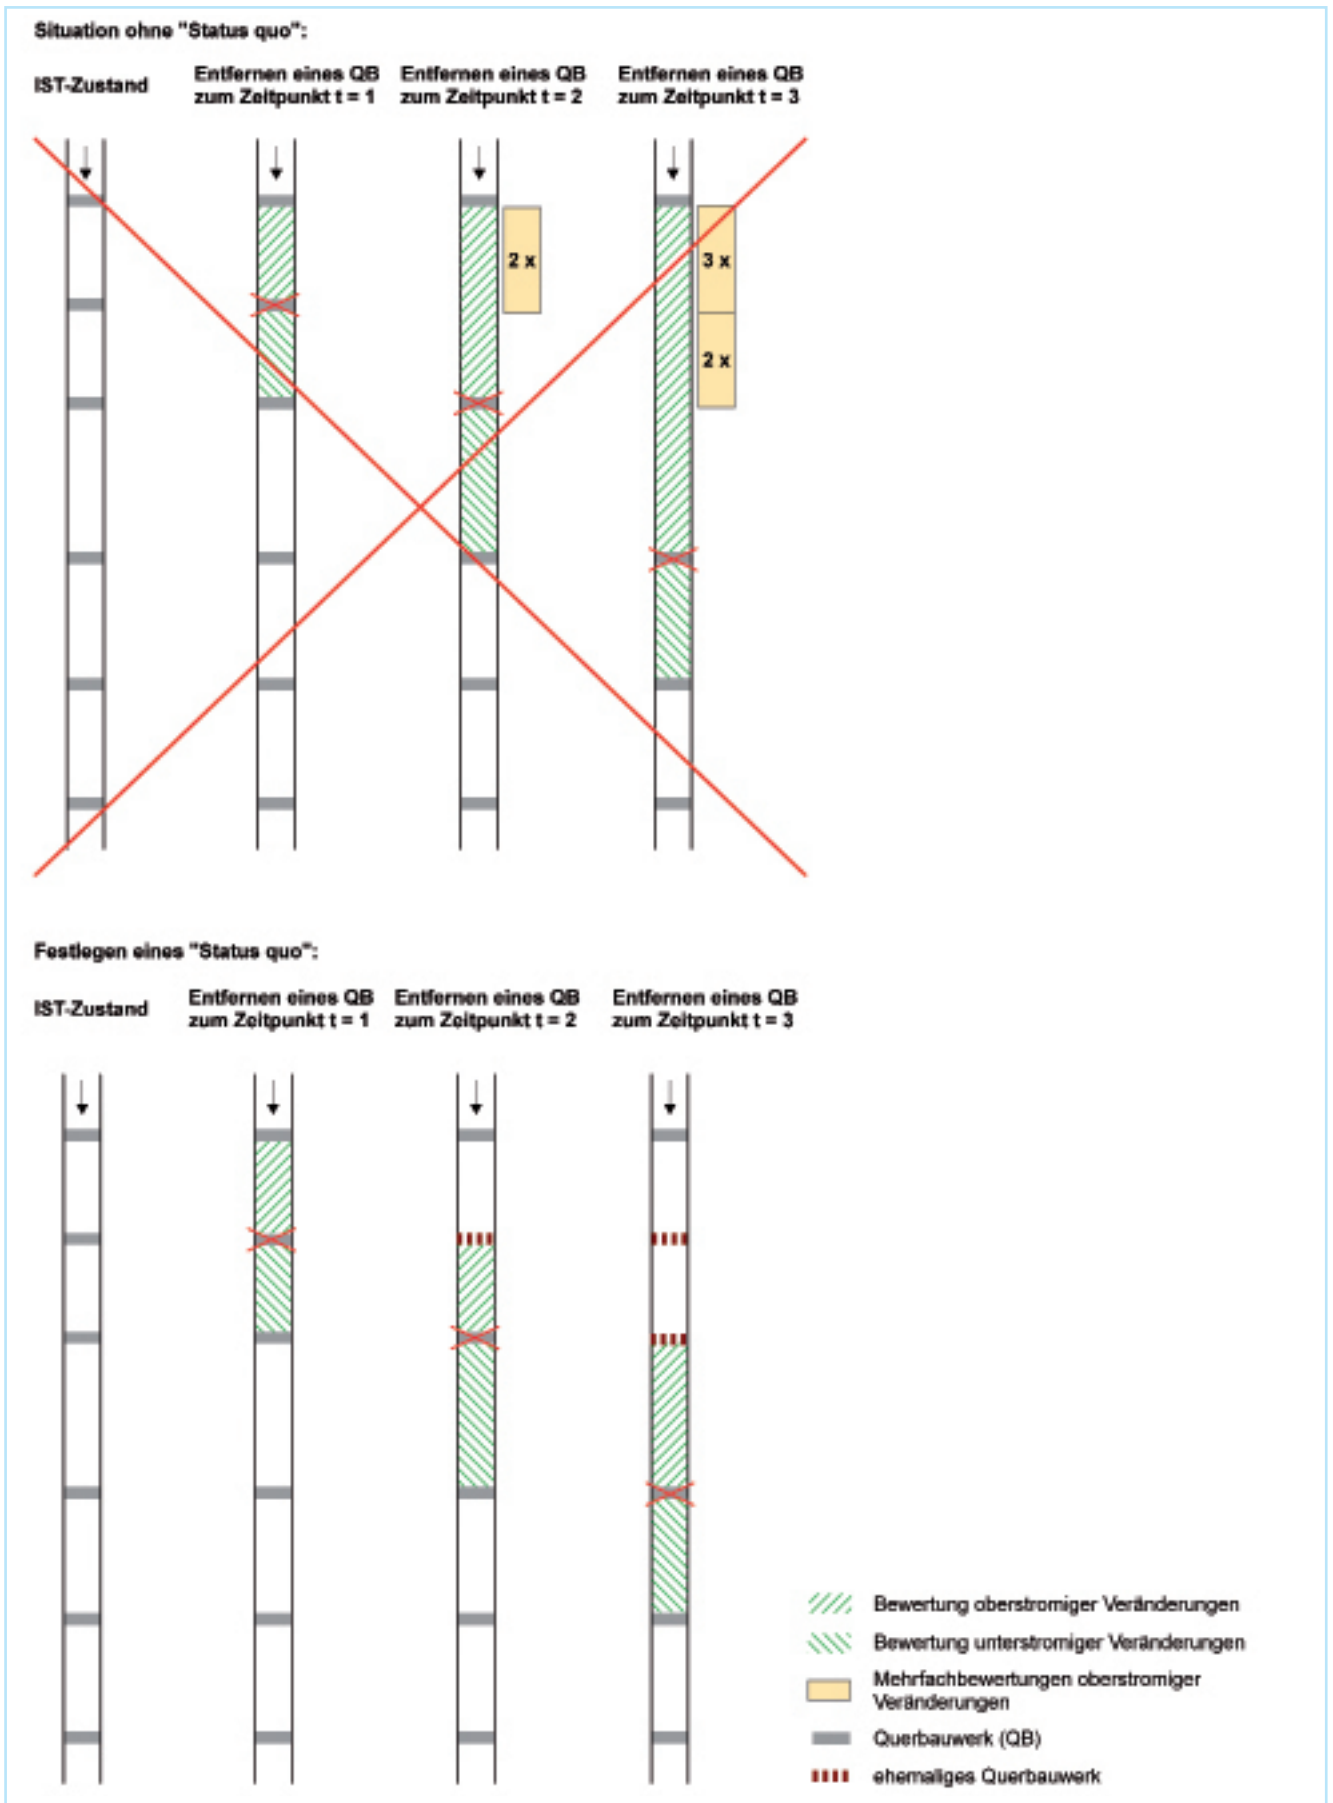 Situation ohne "Status quo":
IST-Zustand
Entfernen eines QB
zum Zeitpunkt t = 1
Entfernen eines QB
zum Zeitpunkt t = 2
Entfernen eines QB
zum Zeitpunkt t = 3
2 x
3 x
2 x
Festlegen eines "Status quo":
IST-Zustand
Entfernen eines QB
zum Zeitpunkt t = 1
Entfernen eines QB
zum Zeitpunkt t = 2
Entfernen eines QB
zum Zeitpunkt t = 3
Bewertung oberstromiger Veränderungen
Bewertung unterstromiger Veränderungen
Mehrfachbewertungen oberstromiger
Veränderungen
Querbauwerk (QB)
ehemaliges Querbauwerk